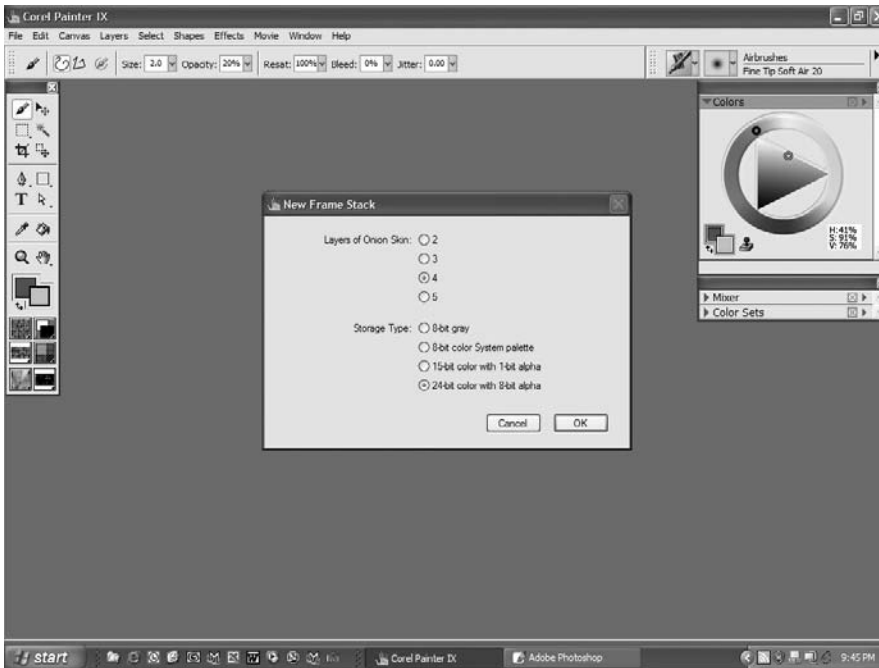 Corel Painter IX
File Edit Canvas Layers Select Shapes Effects Movie Window Help
Size: 2.0 Opacity: 20% Resat: 100% Bleed: 0% Jitter: 0.00
Airbrushes
Fine Tip Soft Air 20
Colors
H: 41%
S: 91%
V: 76%
Mixer
Color Sets
T
New Frame Stack
Layers of Onion Skin: 2
3
4
5
Storage Type: 8-bit gray
8-bit color System palette
15-bit color with 1-bit alpha
24-bit color with 8-bit alpha
Cancel OK
start Corel Painter IX Adobe Photoshop 9:45 PM